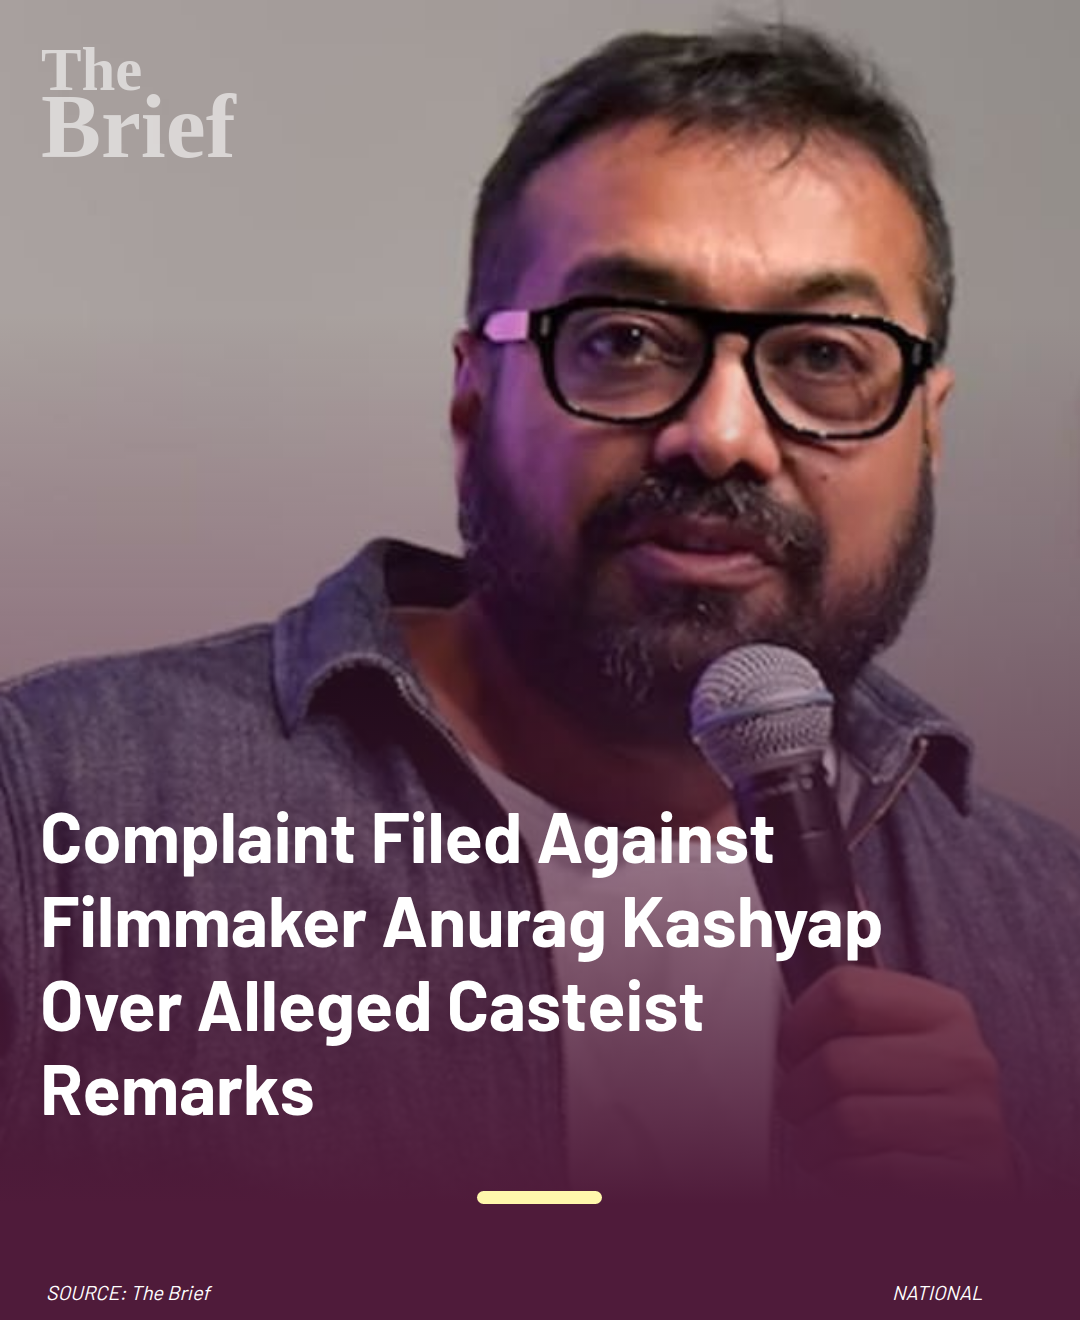 The
Brief
Complaint Filed Against
Filmmaker Anurag Kashyap
Over Alleged Casteist
Remarks
SOURCE: The Brief
NATIONAL